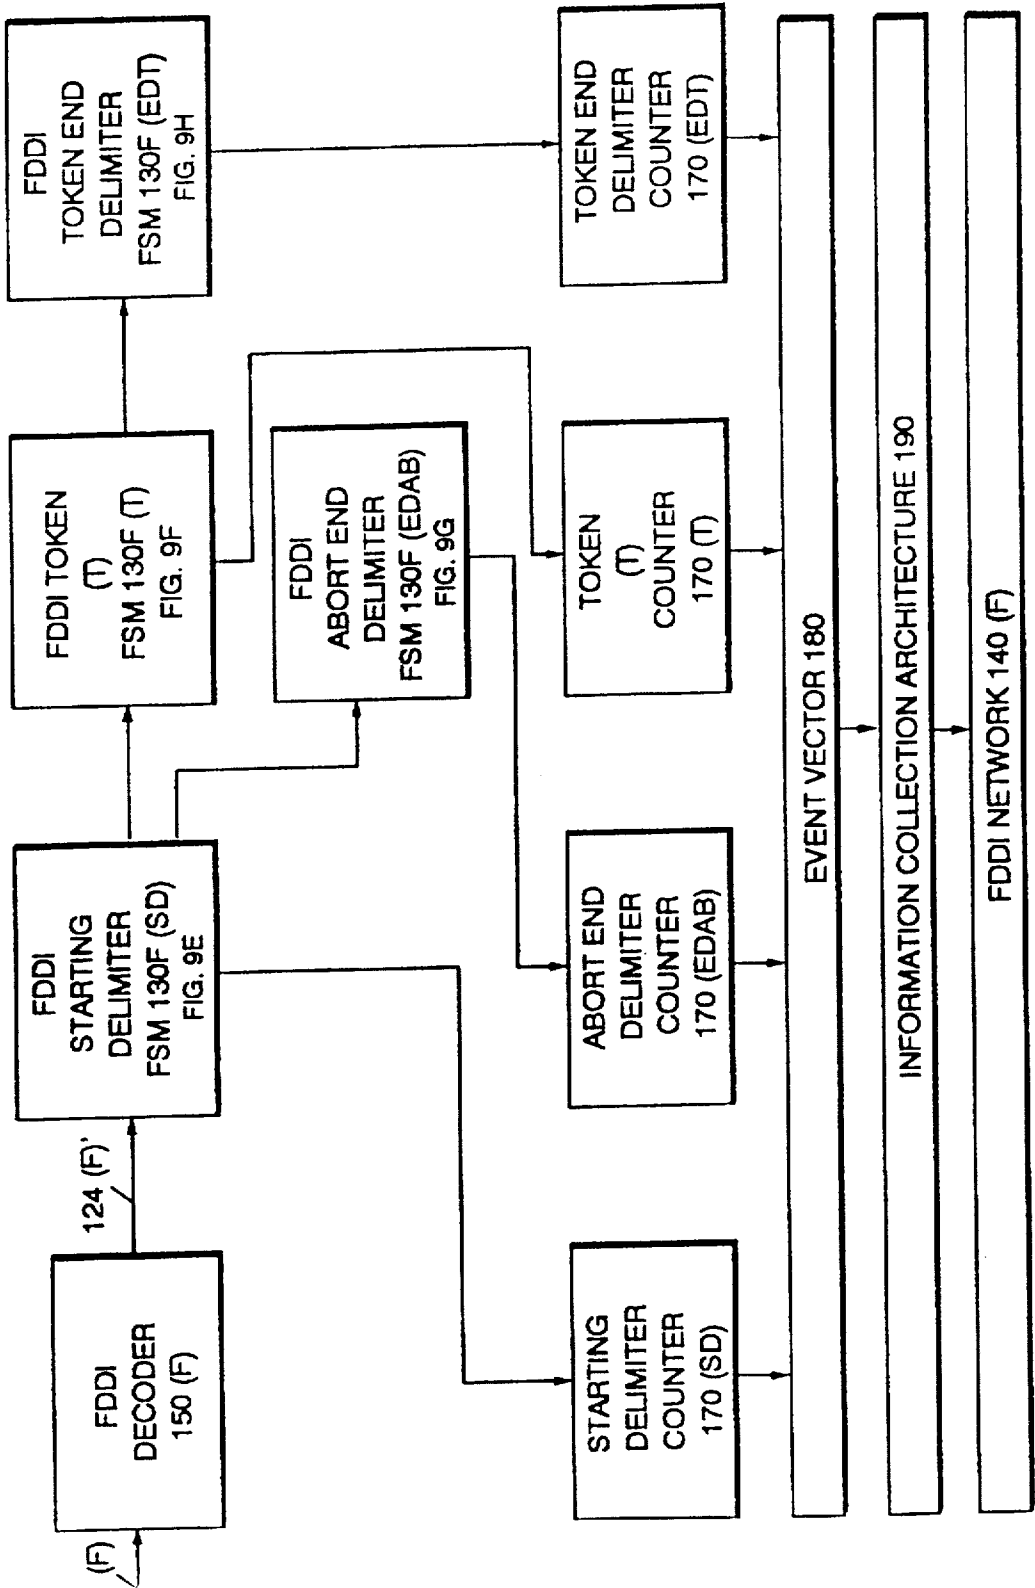 (F)
FDDI
DECODER
150 (F)
124 (F)'
FDDI
STARTING
DELIMITER
FSM 130F (SD)
FIG. 9E
FDDI TOKEN
(T)
FSM 130F (T)
FIG. 9F
FDDI
TOKEN END
DELIMITER
FSM 130F (EDT)
FIG. 9H
FDDI
ABORT END
DELIMITER
FSM 130F (EDAB)
FIG. 9G
STARTING
DELIMITER
COUNTER
170 (SD)
ABORT END
DELIMITER
COUNTER
170 (EDAB)
TOKEN
(T)
COUNTER
170 (T)
TOKEN END
DELIMITER
COUNTER
170 (EDT)
EVENT VECTOR 180
INFORMATION COLLECTION ARCHITECTURE 190
FDDI NETWORK 140 (F)